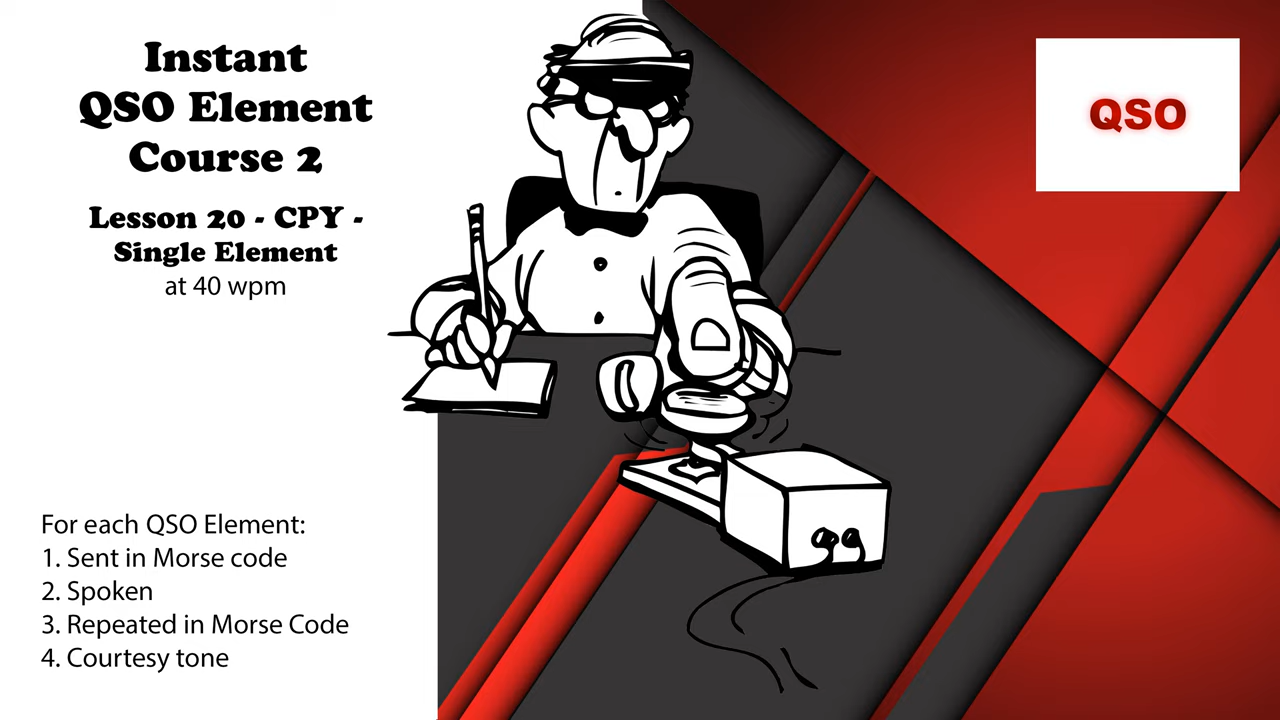 Instant
QSO Element
Course 2
Lesson 20 - CPY -
Single Element
at 40 wpm
QSO
For each QSO Element:
1. Sent in Morse code
2. Spoken
3. Repeated in Morse Code
4. Courtesy tone